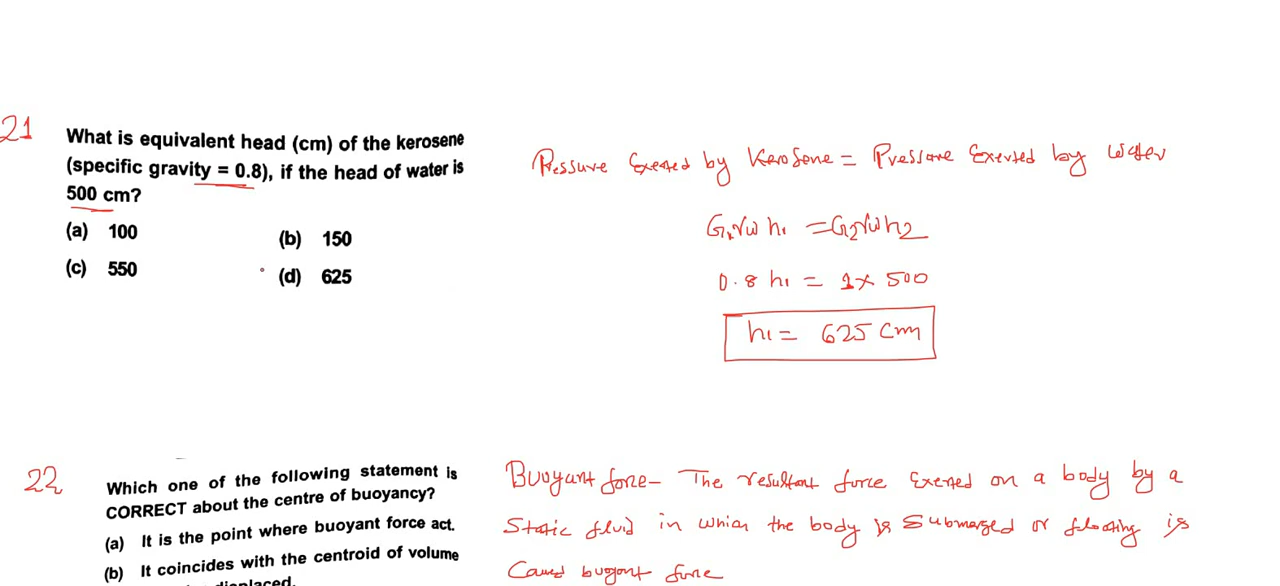 21
What is equivalent head (cm) of the kerosene
(specific gravity = 0.8), if the head of water is
500 cm?
(a) 100
(b) 150
(c) 550
(d) 625
Pressure Exerted by Kerosene = Pressure Exerted by water
G₁γw h₁ = G₂γw h₂
0.8 h₁ = 1 × 500
h₁ = 625 cm
22
Which one of the following statement is
CORRECT about the centre of buoyancy?
(a) It is the point where buoyant force act.
(b) It coincides with the centroid of volume
displaced.
Buoyant force – The resultant force Exerted on a body by a
static fluid in which the body is submerged or floating is
Called buoyant force